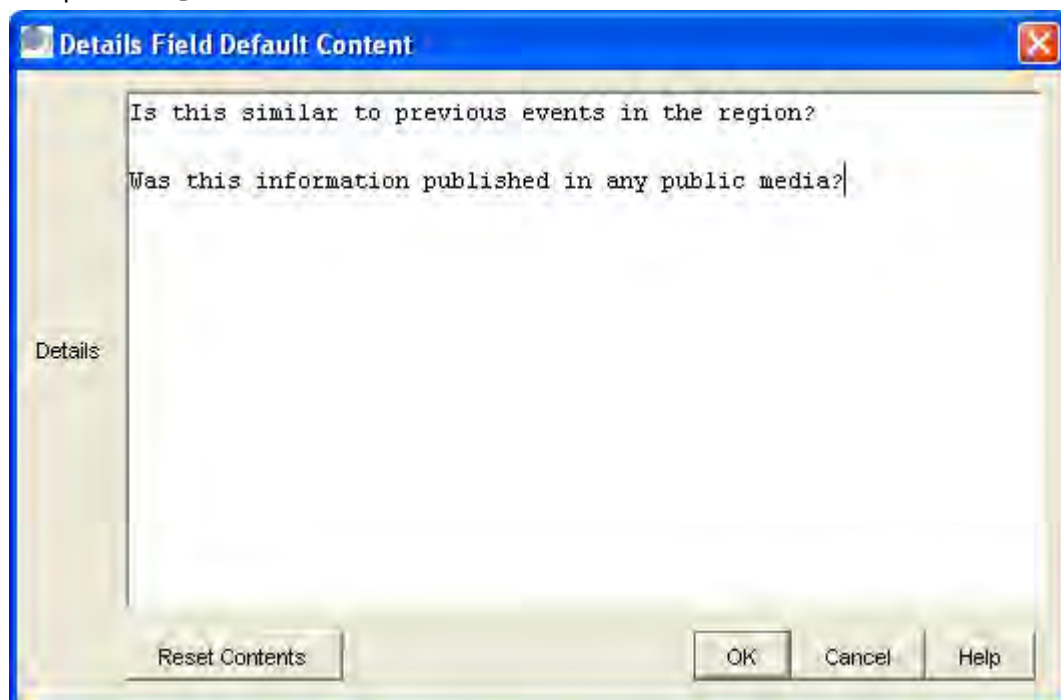 Details Field Default Content
Is this similar to previous events in the region?
Was this information published in any public media?
Details
Reset Contents
OK
Cancel
Help